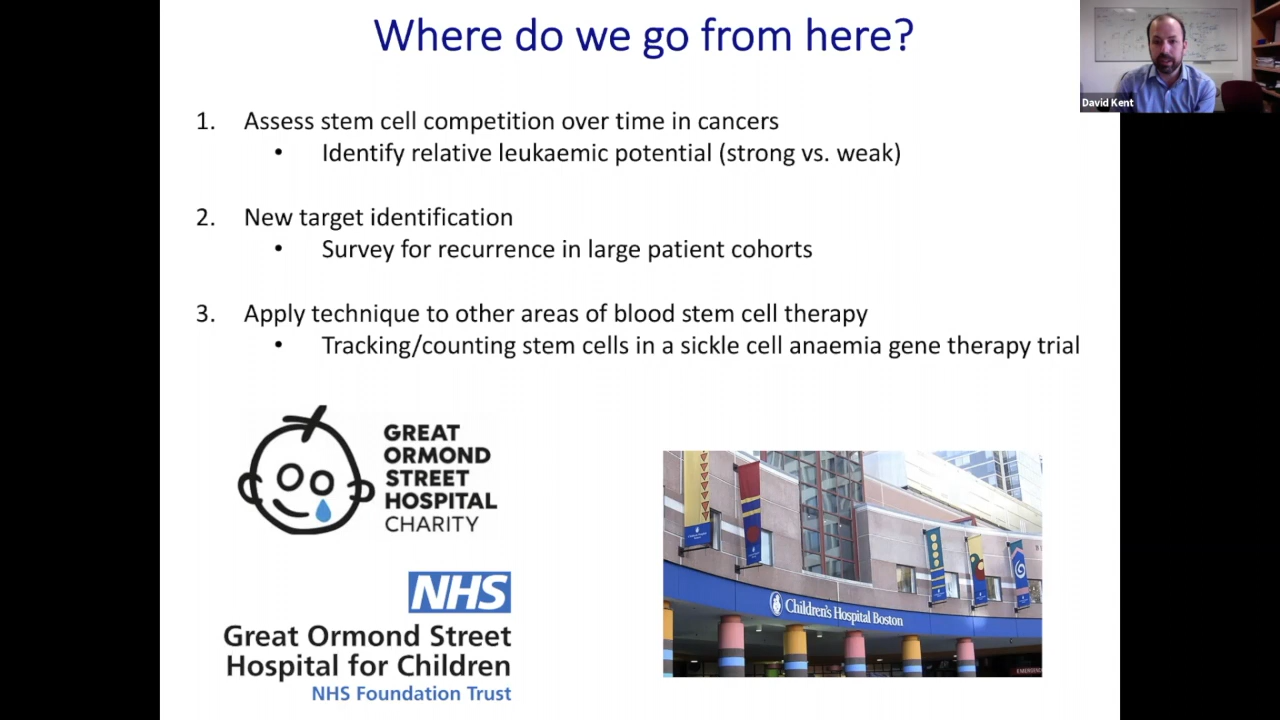 Where do we go from here?
David Kent
1. Assess stem cell competition over time in cancers
• Identify relative leukaemic potential (strong vs. weak)
2. New target identification
• Survey for recurrence in large patient cohorts
3. Apply technique to other areas of blood stem cell therapy
• Tracking/counting stem cells in a sickle cell anaemia gene therapy trial
GREAT
ORMOND
STREET
HOSPITAL
CHARITY
NHS
Great Ormond Street
Hospital for Children
NHS Foundation Trust
Children's Hospital Boston